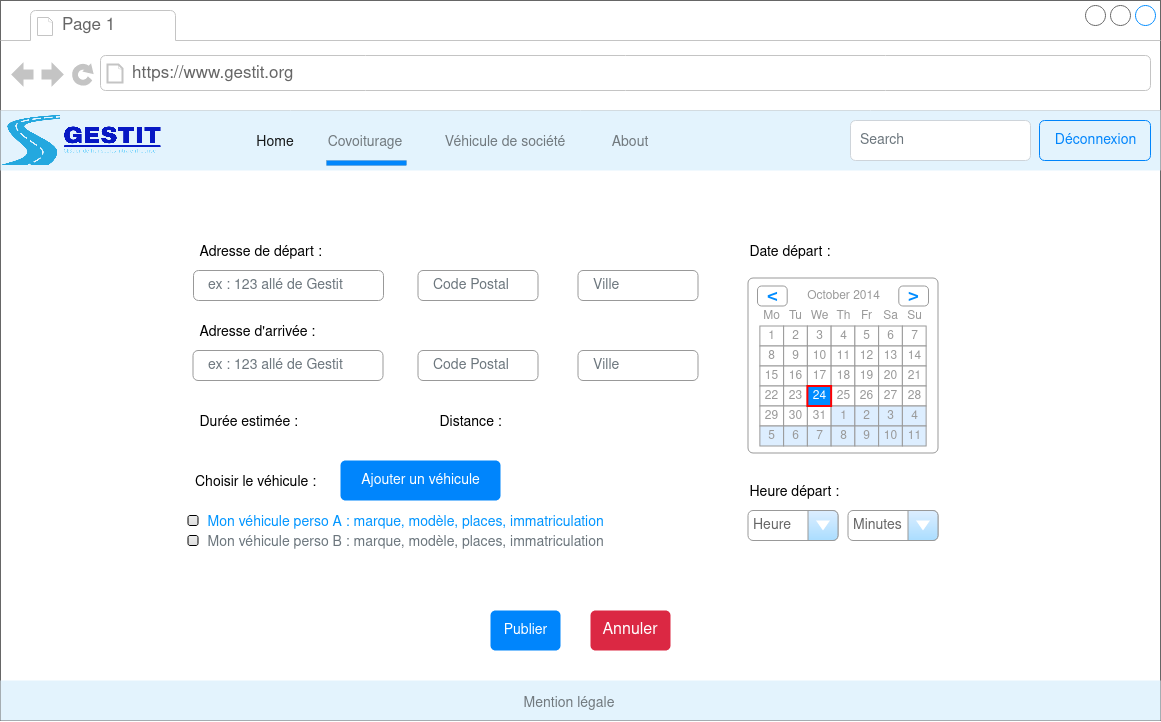 Page 1
https://www.gestit.org
GESTIT
Home Covoiturage Véhicule de société About Search Déconnexion
Adresse de départ : Date départ :
ex : 123 allé de Gestit Code Postal Ville
< October 2014 >
Mo Tu We Th Fr Sa Su
Adresse d'arrivée :
1 2 3 4 5 6 7
8 9 10 11 12 13 14
ex : 123 allé de Gestit Code Postal Ville
15 16 17 18 19 20 21
22 23 24 25 26 27 28
29 30 31 1 2 3 4
5 6 7 8 9 10 11
Durée estimée : Distance :
Choisir le véhicule : Ajouter un véhicule
Heure départ :
Heure Minutes
Mon véhicule perso A : marque, modèle, places, immatriculation
Mon véhicule perso B : marque, modèle, places, immatriculation
Publier Annuler
Mention légale